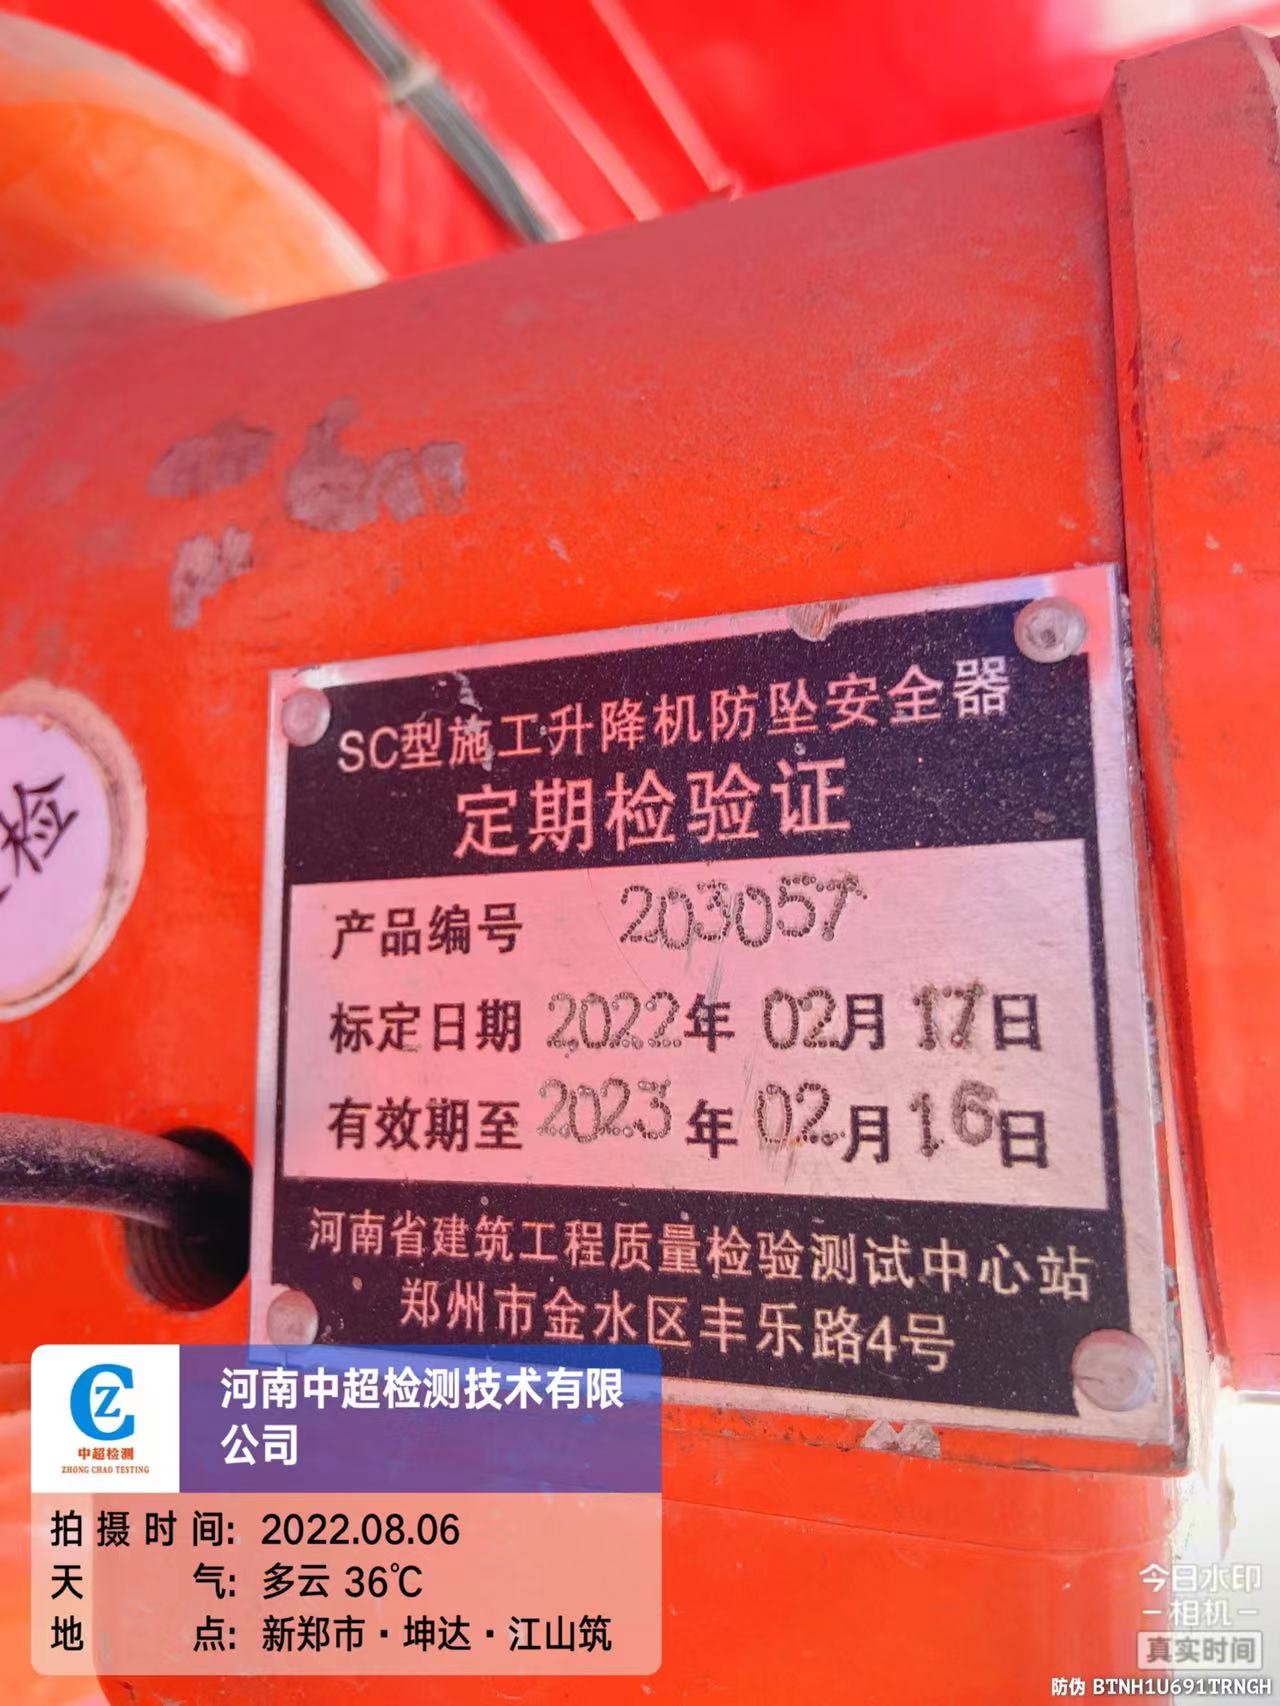 检
SC型施工升降机防坠安全器
定期检验证
产品编号 203057
标定日期 2022年 02月 17日
有效期至 2023年 02月 16日
河南省建筑工程质量检验测试中心站
郑州市金水区丰乐路4号
CZ
中超检测
ZHONG CHAO TESTING
河南中超检测技术有限
公司
拍摄时间: 2022.08.06
天气: 多云 36℃
地点: 新郑市·坤达·江山筑
今日水印
-相机-
真实时间
防伪 BTNH1U691TRNGH